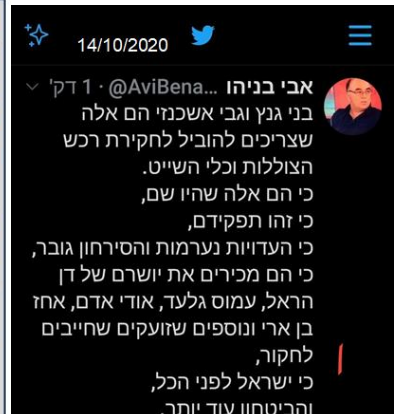 14/10/2020
אבי בניהו @AviBena... · 1 דק'
בני גנץ וגבי אשכנזי הם אלה
שצריכים להוביל לחקירת רכש
הצוללות וכלי השייט.
כי הם אלה שהיו שם,
כי זהו תפקידם,
כי העדויות נערמות והסירחון גובר,
כי הם מכירים את יושרם של דן
הראל, עמוס גלעד, אודי אדם, אחז
בן ארי ונוספים שזועקים שחייבים
לחקור,
כי ישראל לפני הכל,
והביטחון עוד יותר.